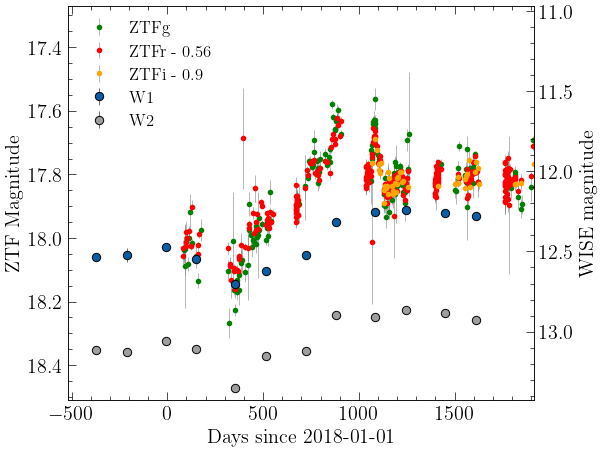 ZTFg
ZTFr - 0.56
ZTFi - 0.9
W1
W2
17.4
17.6
17.8
18.0
18.2
18.4
ZTF Magnitude
11.0
11.5
12.0
12.5
13.0
WISE magnitude
−500
0
500
1000
1500
Days since 2018-01-01